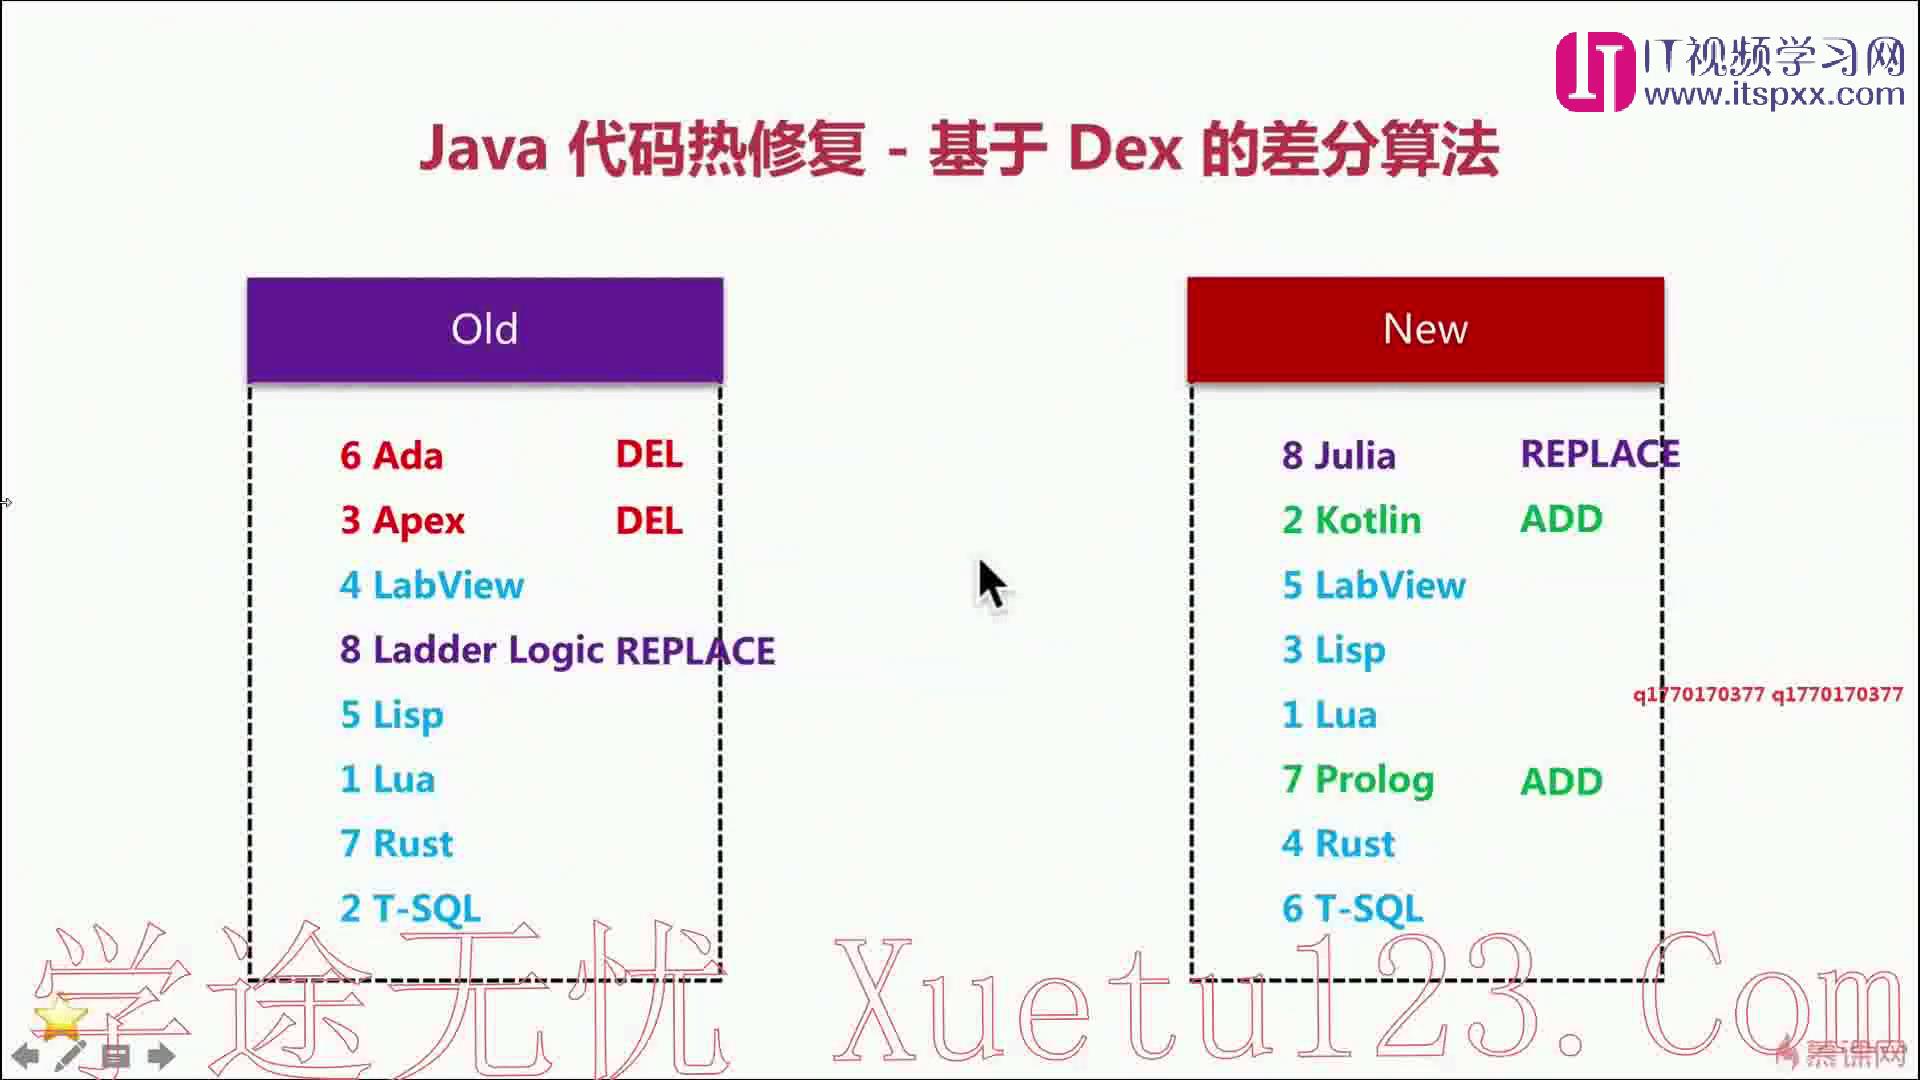 IT视频学习网
www.itspxx.com
Java 代码热修复 - 基于 Dex 的差分算法
Old
6 Ada DEL
3 Apex DEL
4 LabView
8 Ladder Logic REPLACE
5 Lisp
1 Lua
7 Rust
2 T-SQL
New
8 Julia REPLACE
2 Kotlin ADD
5 LabView
3 Lisp
1 Lua
7 Prolog ADD
4 Rust
6 T-SQL
q1770170377 q1770170377
学途无忧 Xuetu123.Com
慕课网